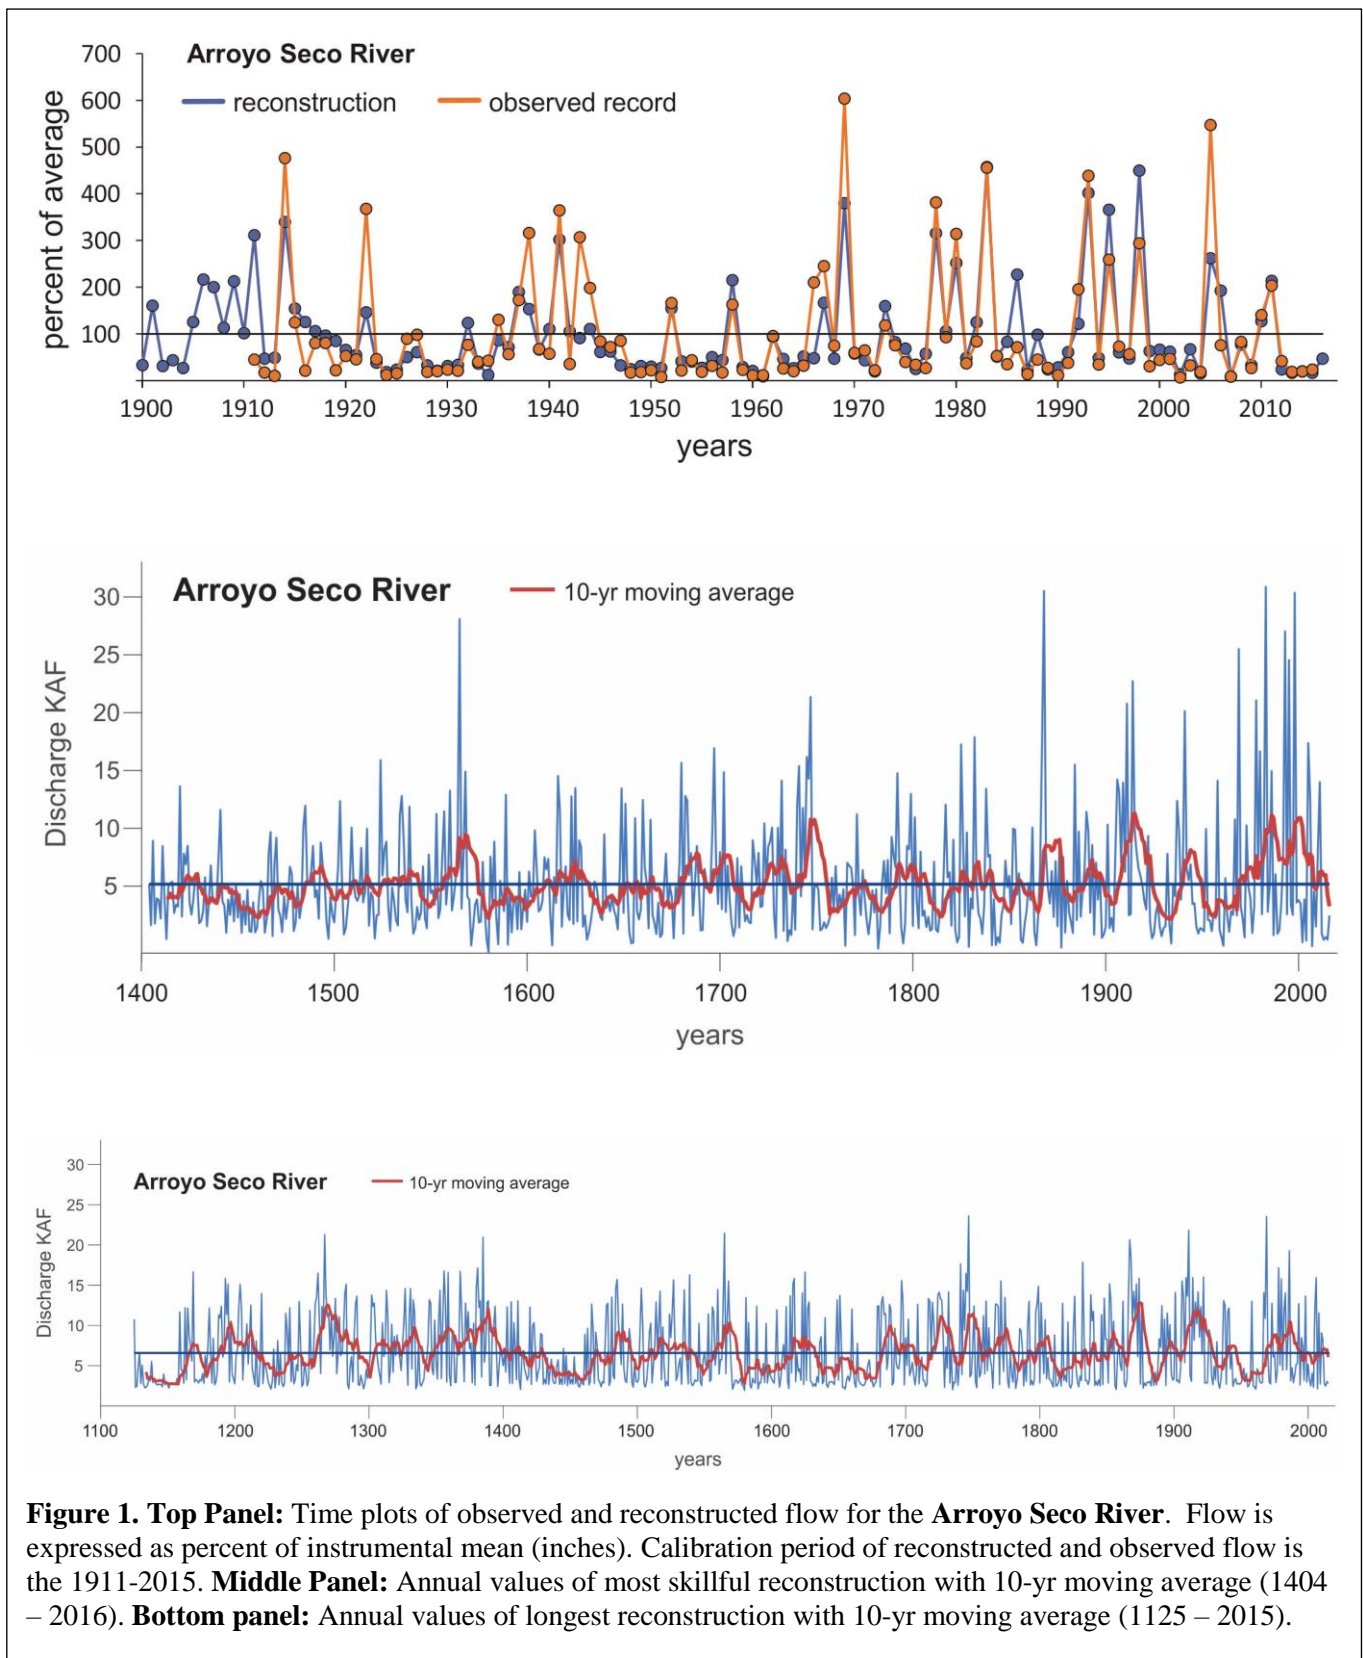 Arroyo Seco River
reconstruction
observed record
percent of average
700
600
500
400
300
200
100
1900 1910 1920 1930 1940 1950 1960 1970 1980 1990 2000 2010
years
Arroyo Seco River
10-yr moving average
Discharge KAF
30
25
20
15
10
5
1400 1500 1600 1700 1800 1900 2000
years
Arroyo Seco River
10-yr moving average
Discharge KAF
30
25
20
15
10
5
1100 1200 1300 1400 1500 1600 1700 1800 1900 2000
years
Figure 1. Top Panel: Time plots of observed and reconstructed flow for the Arroyo Seco River. Flow is
expressed as percent of instrumental mean (inches). Calibration period of reconstructed and observed flow is
the 1911-2015. Middle Panel: Annual values of most skillful reconstruction with 10-yr moving average (1404
– 2016). Bottom panel: Annual values of longest reconstruction with 10-yr moving average (1125 – 2015).